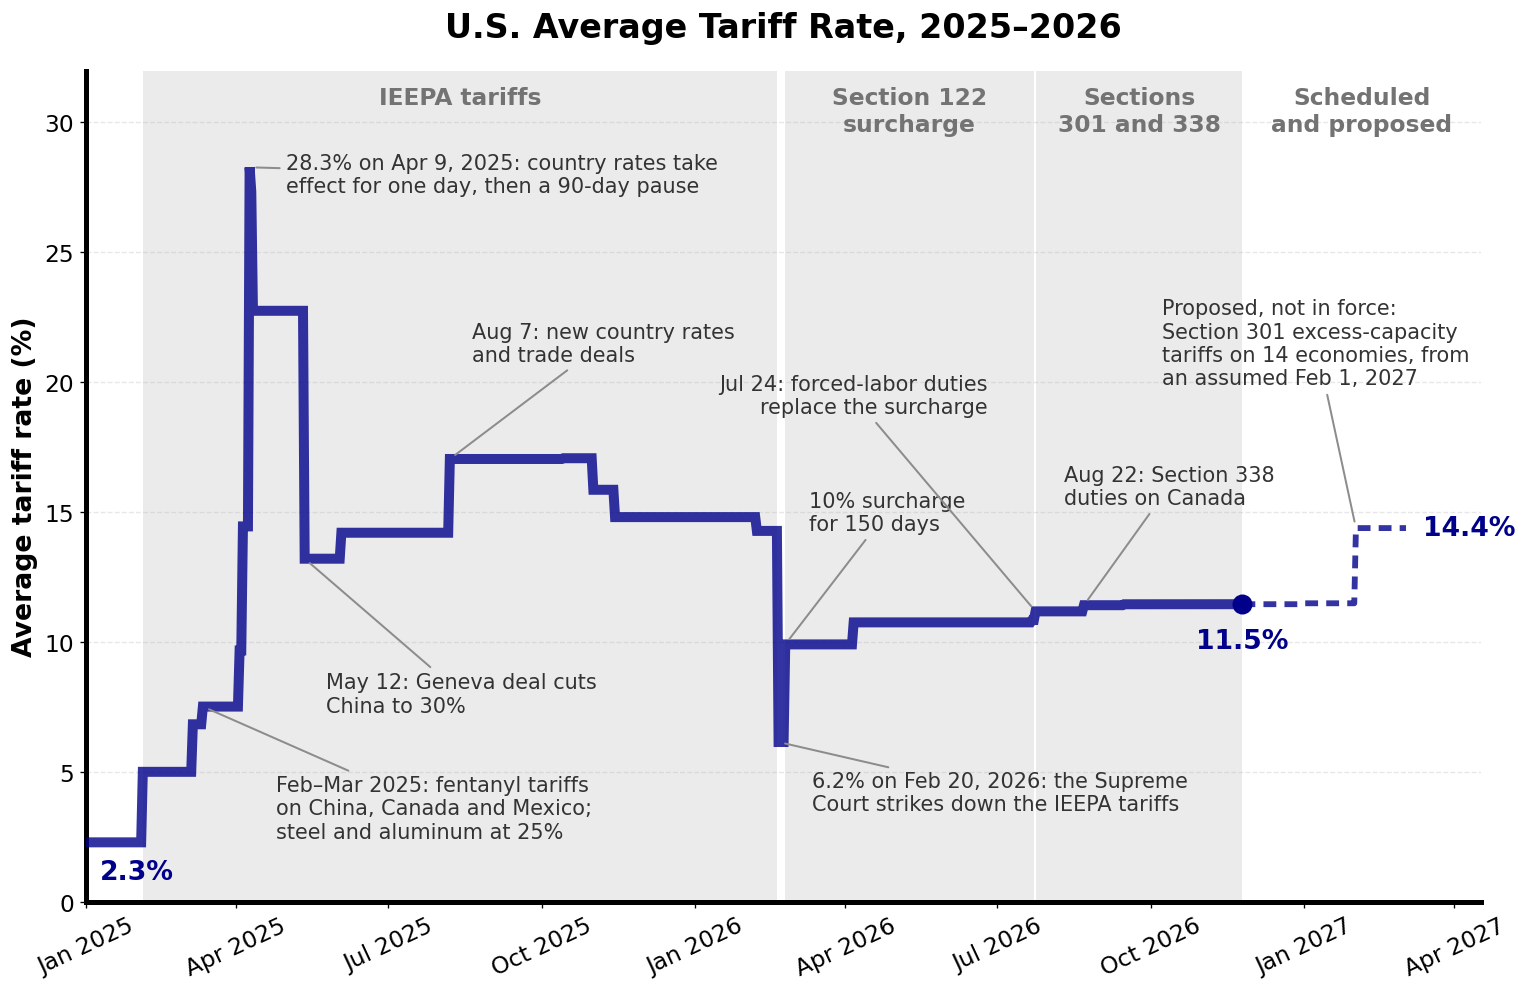 U.S. Average Tariff Rate, 2025–2026
IEEPA tariffs
Section 122
surcharge
Sections
301 and 338
Scheduled
and proposed
28.3% on Apr 9, 2025: country rates take
effect for one day, then a 90-day pause
Aug 7: new country rates
and trade deals
Jul 24: forced-labor duties
replace the surcharge
Proposed, not in force:
Section 301 excess-capacity
tariffs on 14 economies, from
an assumed Feb 1, 2027
10% surcharge
for 150 days
Aug 22: Section 338
duties on Canada
14.4%
11.5%
May 12: Geneva deal cuts
China to 30%
Feb–Mar 2025: fentanyl tariffs
on China, Canada and Mexico;
steel and aluminum at 25%
6.2% on Feb 20, 2026: the Supreme
Court strikes down the IEEPA tariffs
2.3%
Average tariff rate (%)
30
25
20
15
10
5
0
Jan 2025
Apr 2025
Jul 2025
Oct 2025
Jan 2026
Apr 2026
Jul 2026
Oct 2026
Jan 2027
Apr 2027